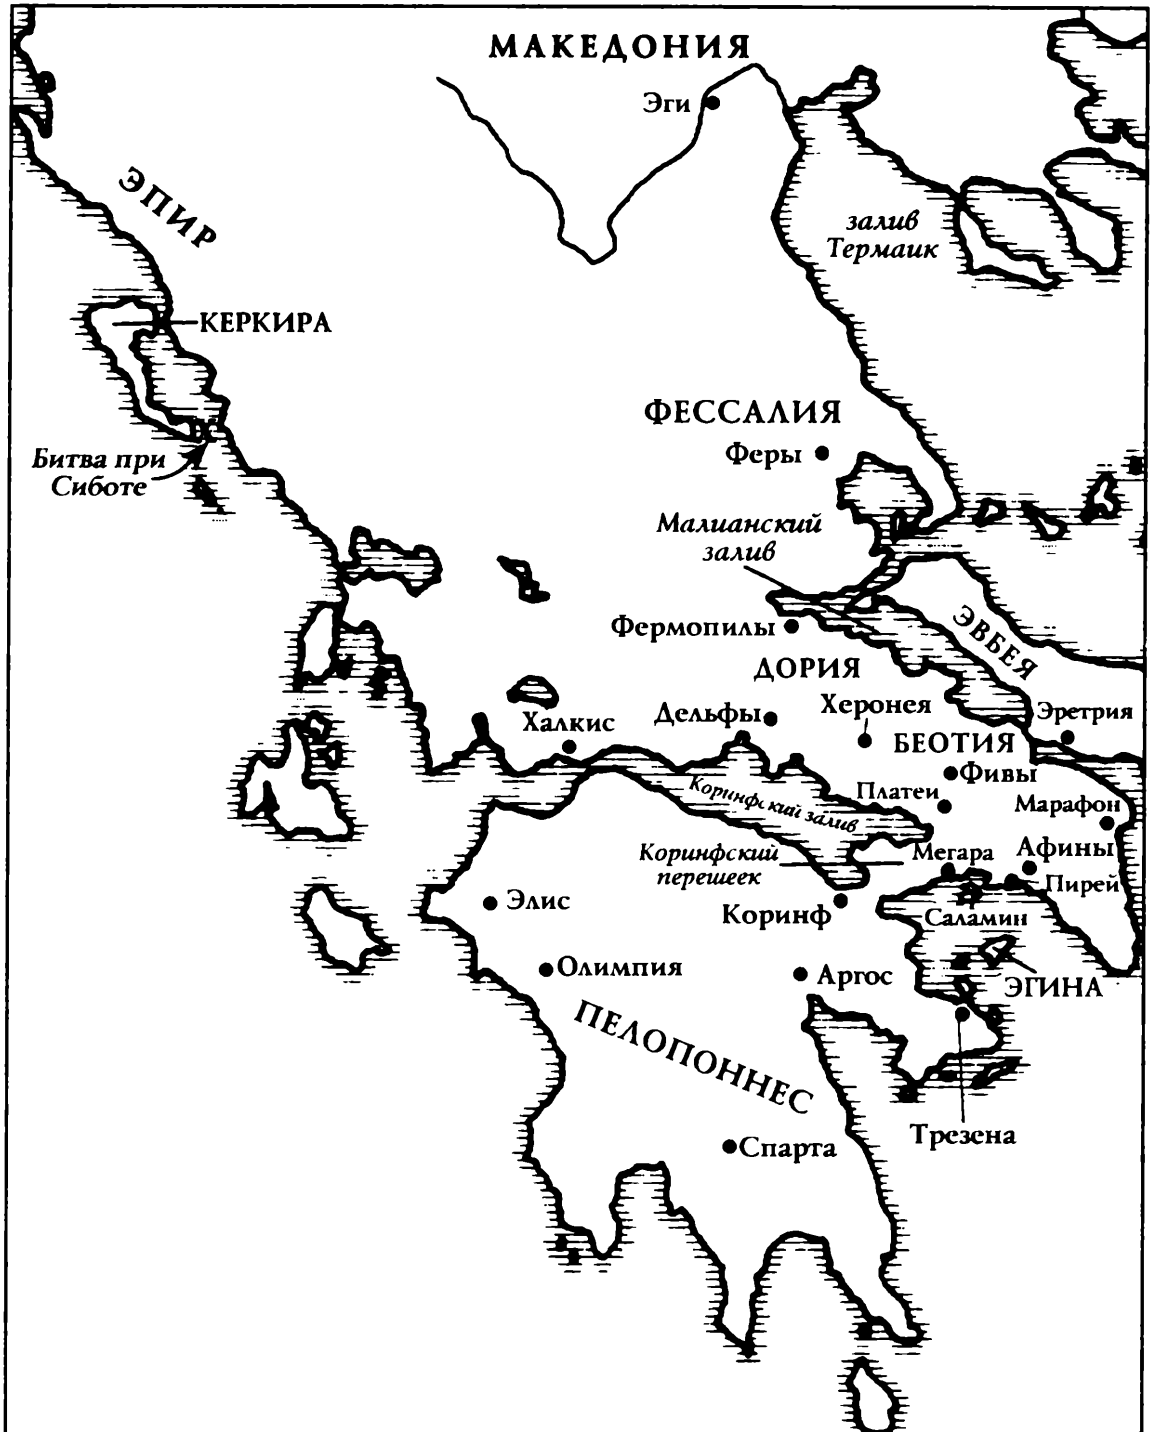 МАКЕДОНИЯ
Эги
ЭПИР
залив
Термаик
КЕРКИРА
ФЕССАЛИЯ
Феры
Битва при
Сиботе
Малианский
залив
Фермопилы
ЭВБЕЯ
ДОРИЯ
Халкис
Дельфы
Херонея
Эретрия
БЕОТИЯ
Фивы
Коринфский залив
Платеи
Марафон
Коринфский
перешеек
Мегара
Афины
Пирей
Элис
Коринф
Саламин
Олимпия
Аргос
ЭГИНА
ПЕЛОПОННЕС
Трезена
Спарта